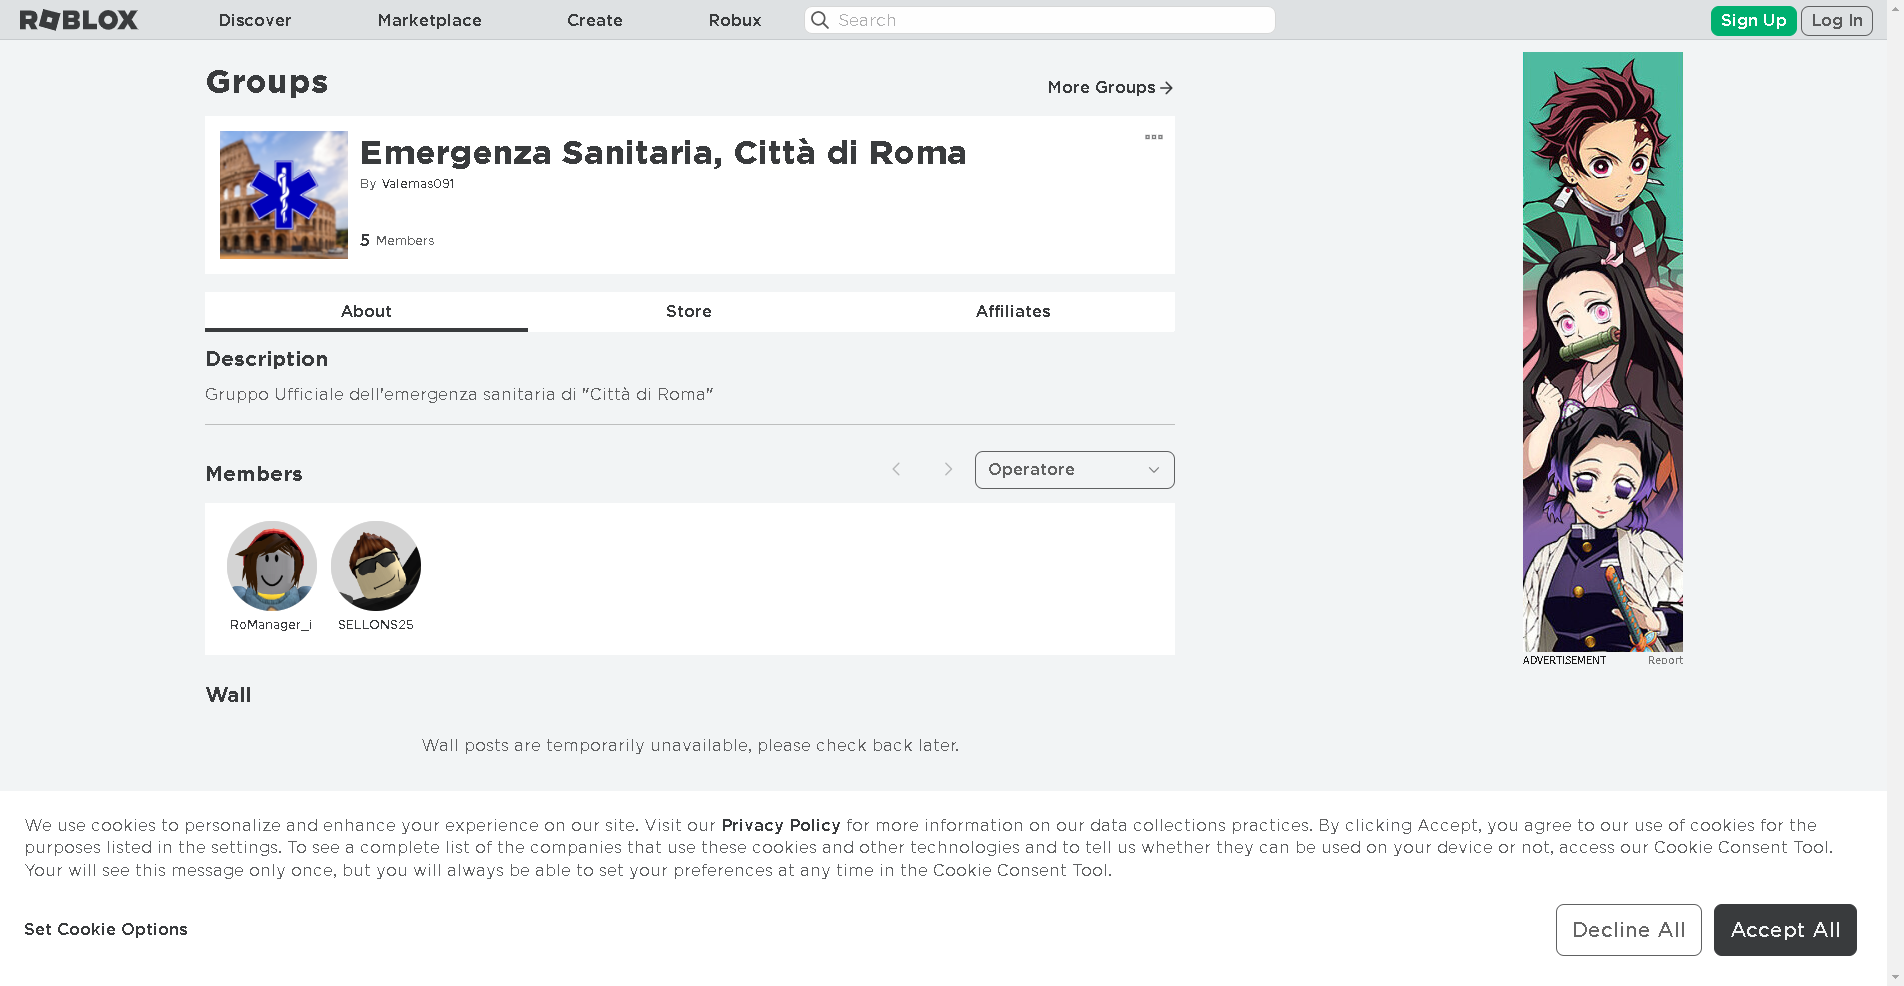 ROBLOX
Discover
Marketplace
Create
Robux
Search
Sign Up
Log In
Groups
More Groups
Emergenza Sanitaria, Città di Roma
By Valemas091
5 Members
About
Store
Affiliates
Description
Gruppo Ufficiale dell'emergenza sanitaria di "Città di Roma"
Members
Operatore
RoManager_i
SELLONS25
ADVERTISEMENT
Report
Wall
Wall posts are temporarily unavailable, please check back later.
We use cookies to personalize and enhance your experience on our site. Visit our Privacy Policy for more information on our data collections practices. By clicking Accept, you agree to our use of cookies for the
purposes listed in the settings. To see a complete list of the companies that use these cookies and other technologies and to tell us whether they can be used on your device or not, access our Cookie Consent Tool.
Your will see this message only once, but you will always be able to set your preferences at any time in the Cookie Consent Tool.
Set Cookie Options
Decline All
Accept All